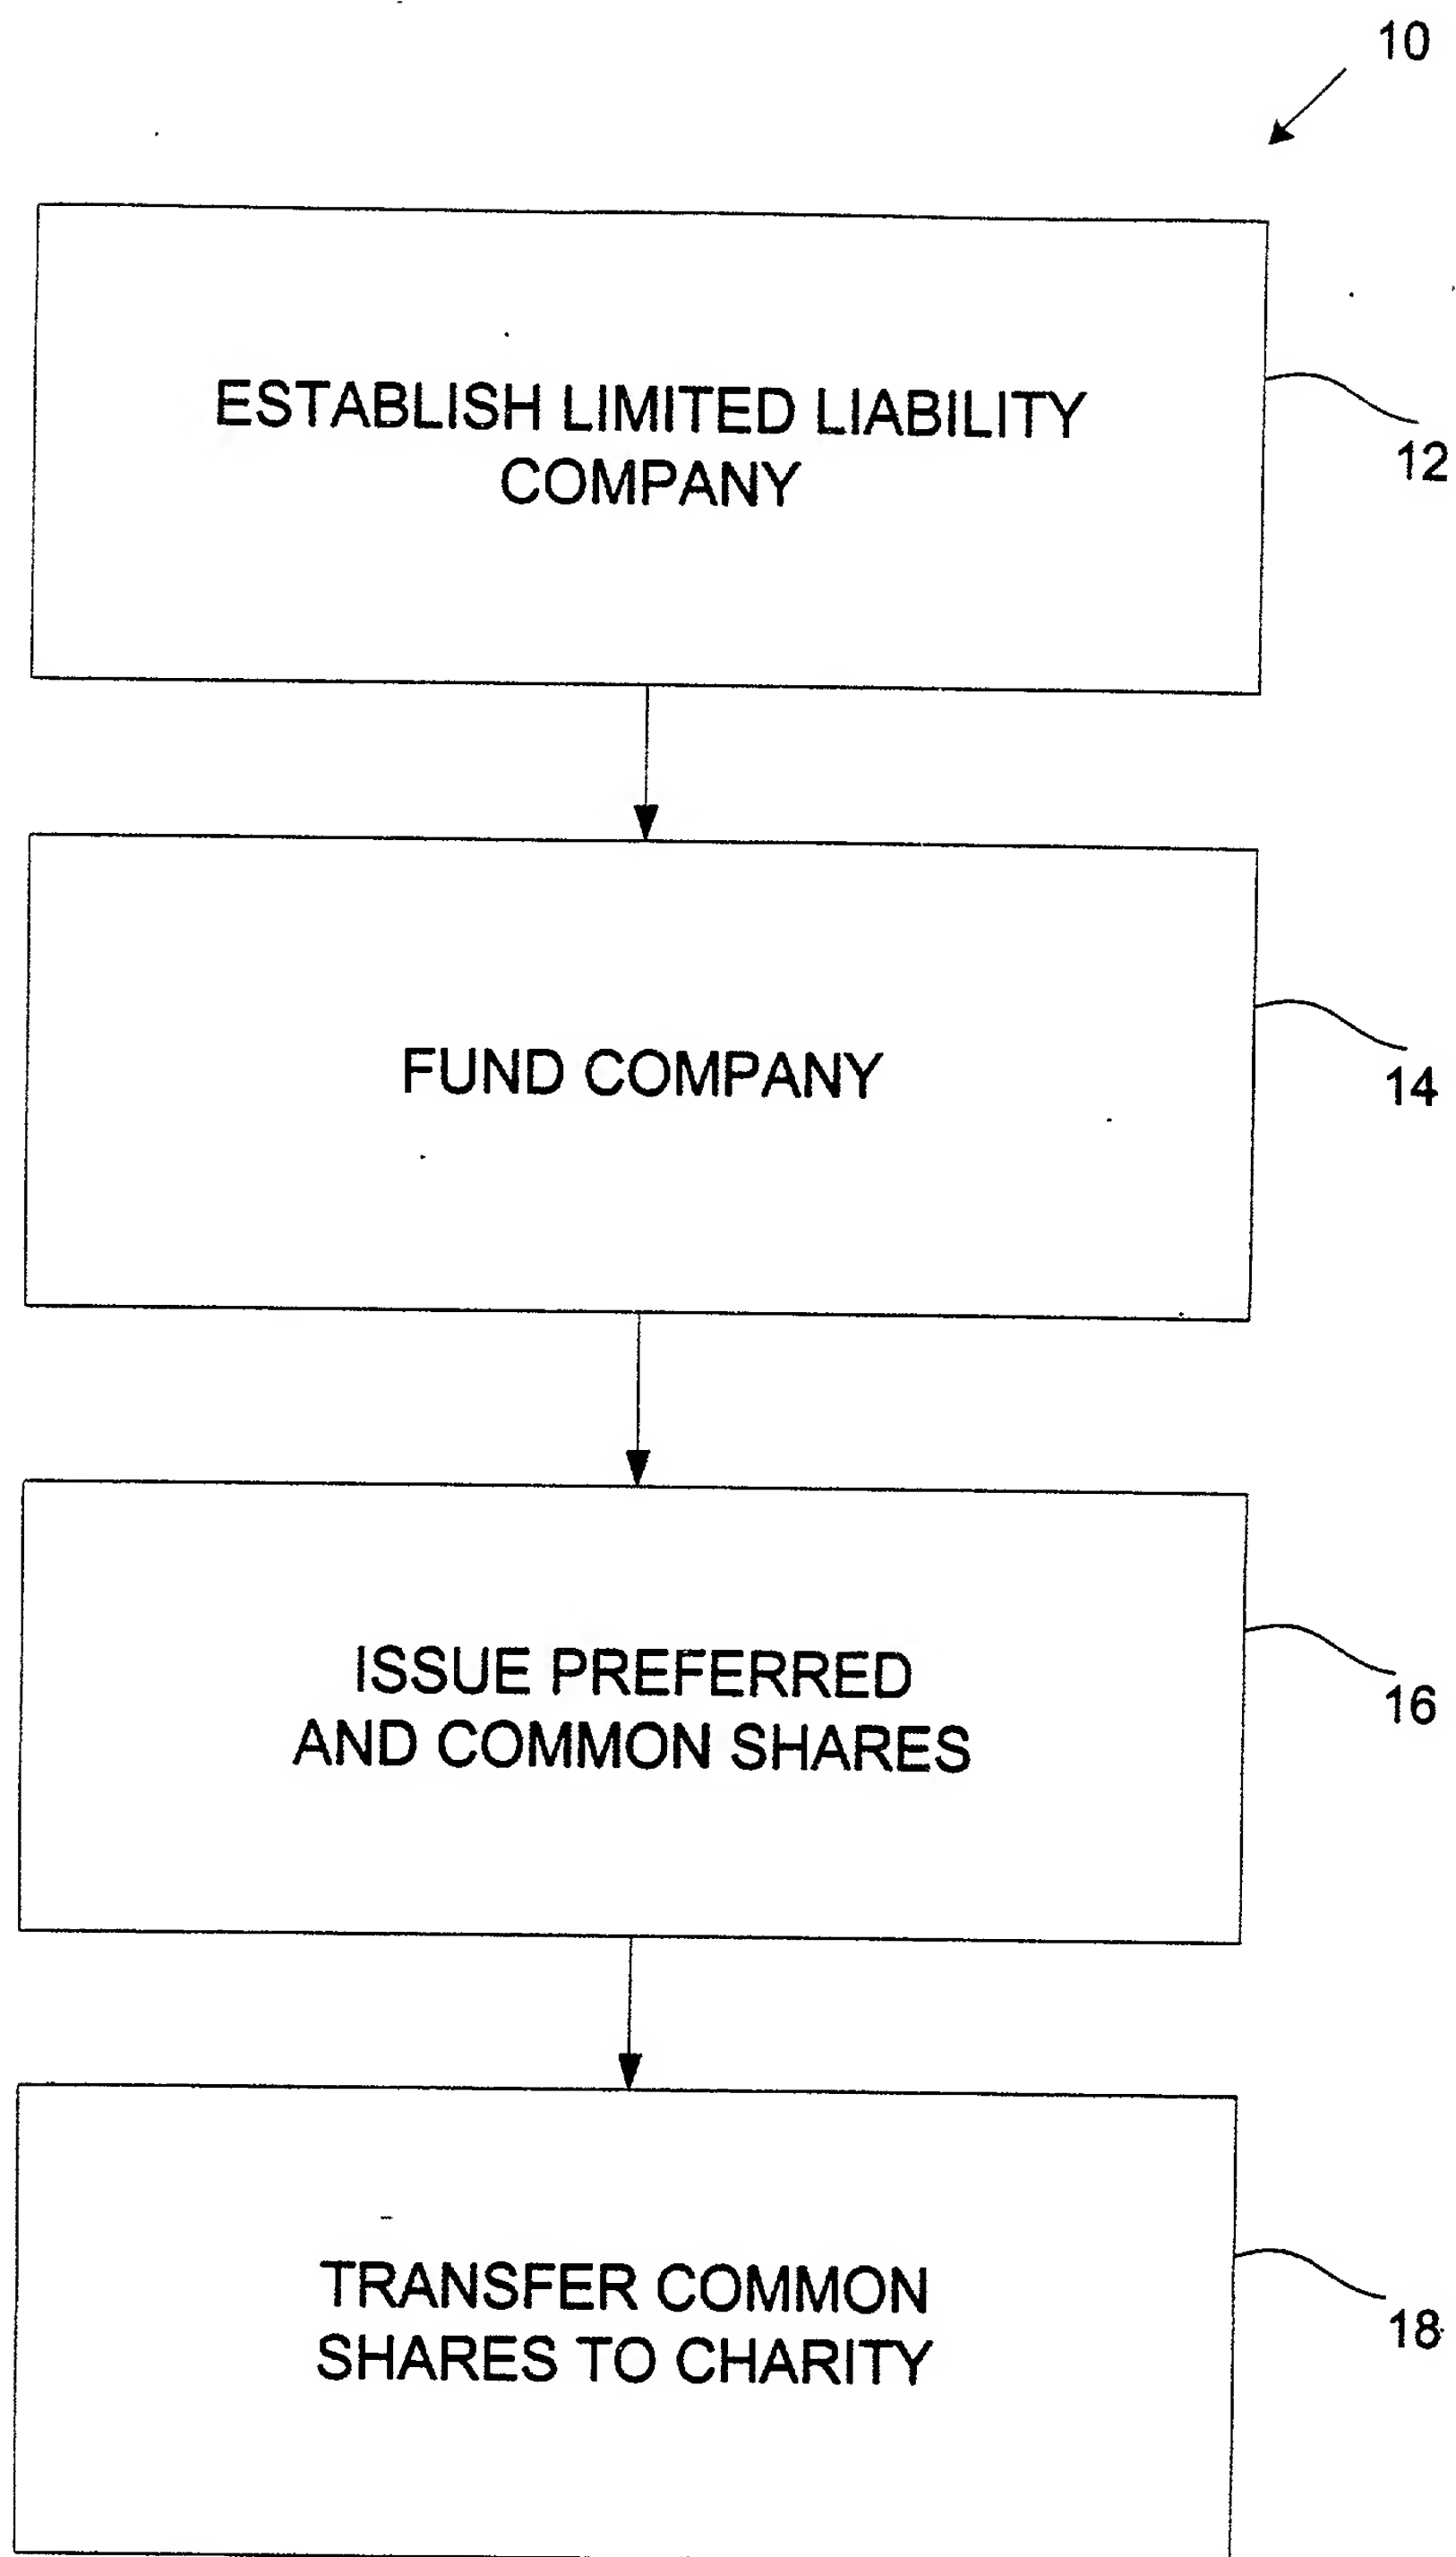 10
ESTABLISH LIMITED LIABILITY
COMPANY
12
FUND COMPANY
14
ISSUE PREFERRED
AND COMMON SHARES
16
TRANSFER COMMON
SHARES TO CHARITY
18